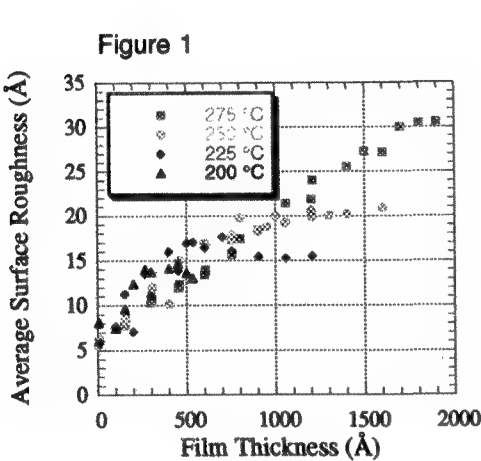 Figure 1
Average Surface Roughness (Å)
35
30
25
20
15
10
5
0
275 °C
250 °C
225 °C
200 °C
0
500
1000
1500
2000
Film Thickness (Å)